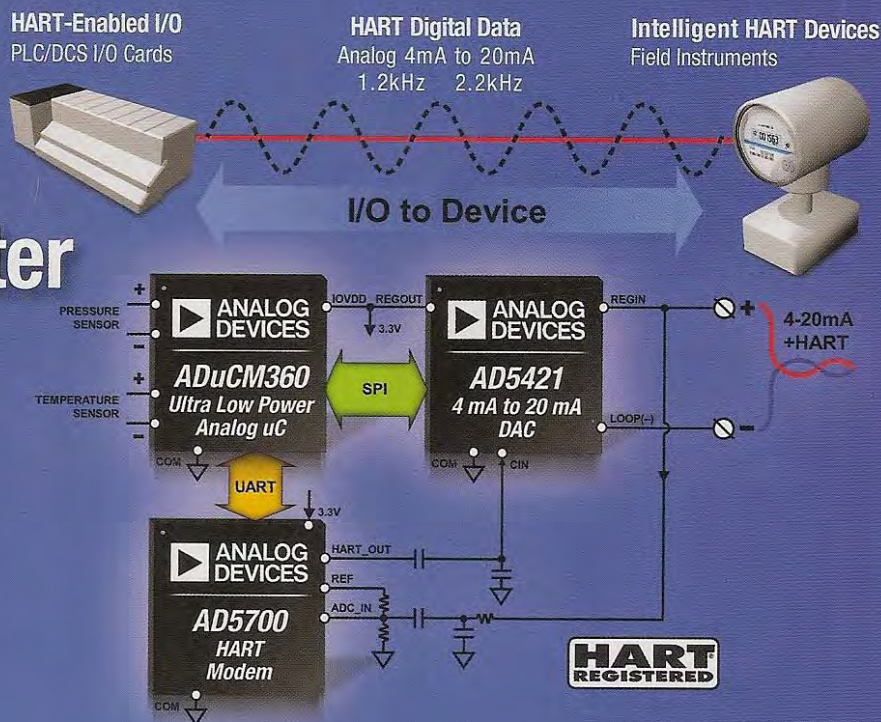 HART-Enabled I/O
PLC/DCS I/O Cards
HART Digital Data
Analog 4mA to 20mA
1.2kHz 2.2kHz
Intelligent HART Devices
Field Instruments
001563
I/O to Device
ter
PRESSURE
SENSOR
+
-
TEMPERATURE
SENSOR
+
-
ANALOG
DEVICES
ADuCM360
Ultra Low Power
Analog uC
COM
IOVDD
REGOUT
3.3V
SPI
ANALOG
DEVICES
AD5421
4 mA to 20 mA
DAC
COM
CIN
REGIN
LOOP(–)
+
-
4-20mA
+HART
UART
3.3V
ANALOG
DEVICES
AD5700
HART
Modem
COM
HART_OUT
REF
ADC_IN
HART
REGISTERED